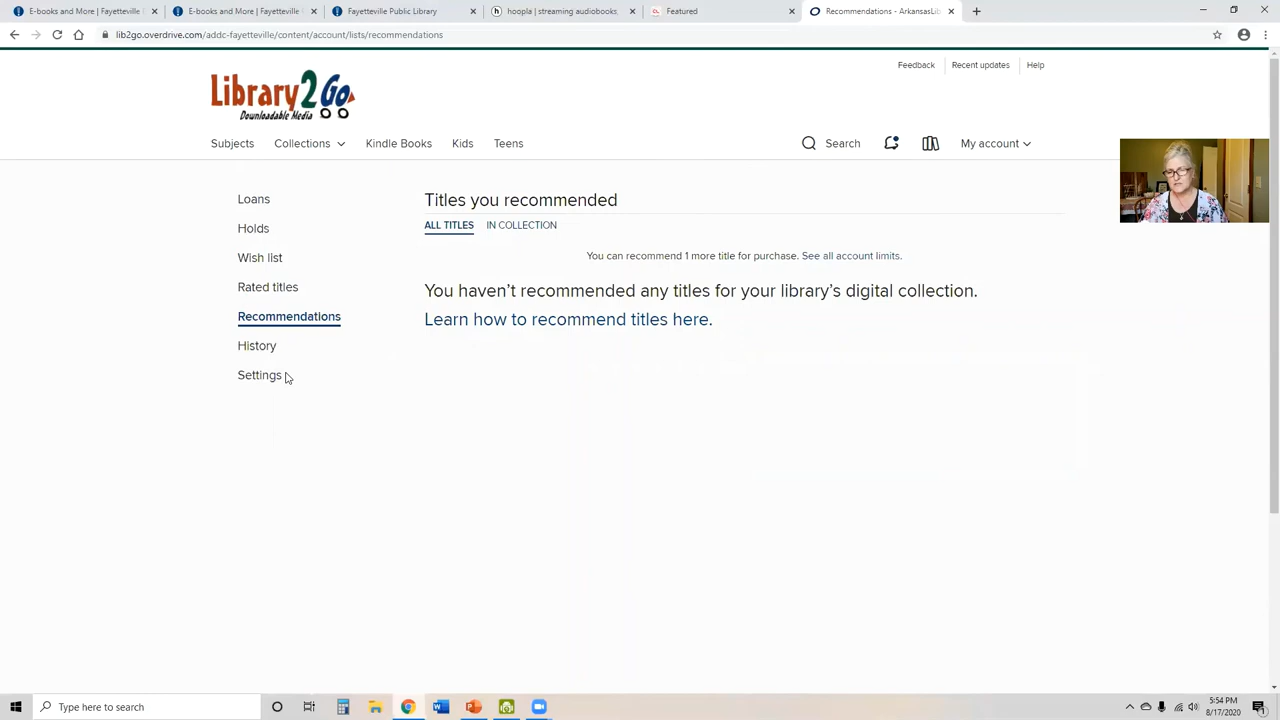 E-books and More | Fayetteville
E-books and More | Fayetteville
Fayetteville Public Library
hoopla | streaming audiobooks,
Featured
Recommendations - ArkansasLib
lib2go.overdrive.com/addc-fayetteville/content/account/lists/recommendations
Feedback
Recent updates
Help
Library2Go
Downloadable Media
Subjects
Collections
Kindle Books
Kids
Teens
Search
My account
Loans
Holds
Wish list
Rated titles
Recommendations
History
Settings
Titles you recommended
ALL TITLES
IN COLLECTION
You can recommend 1 more title for purchase. See all account limits.
You haven't recommended any titles for your library's digital collection.
Learn how to recommend titles here.
Type here to search
5:54 PM
8/17/2020